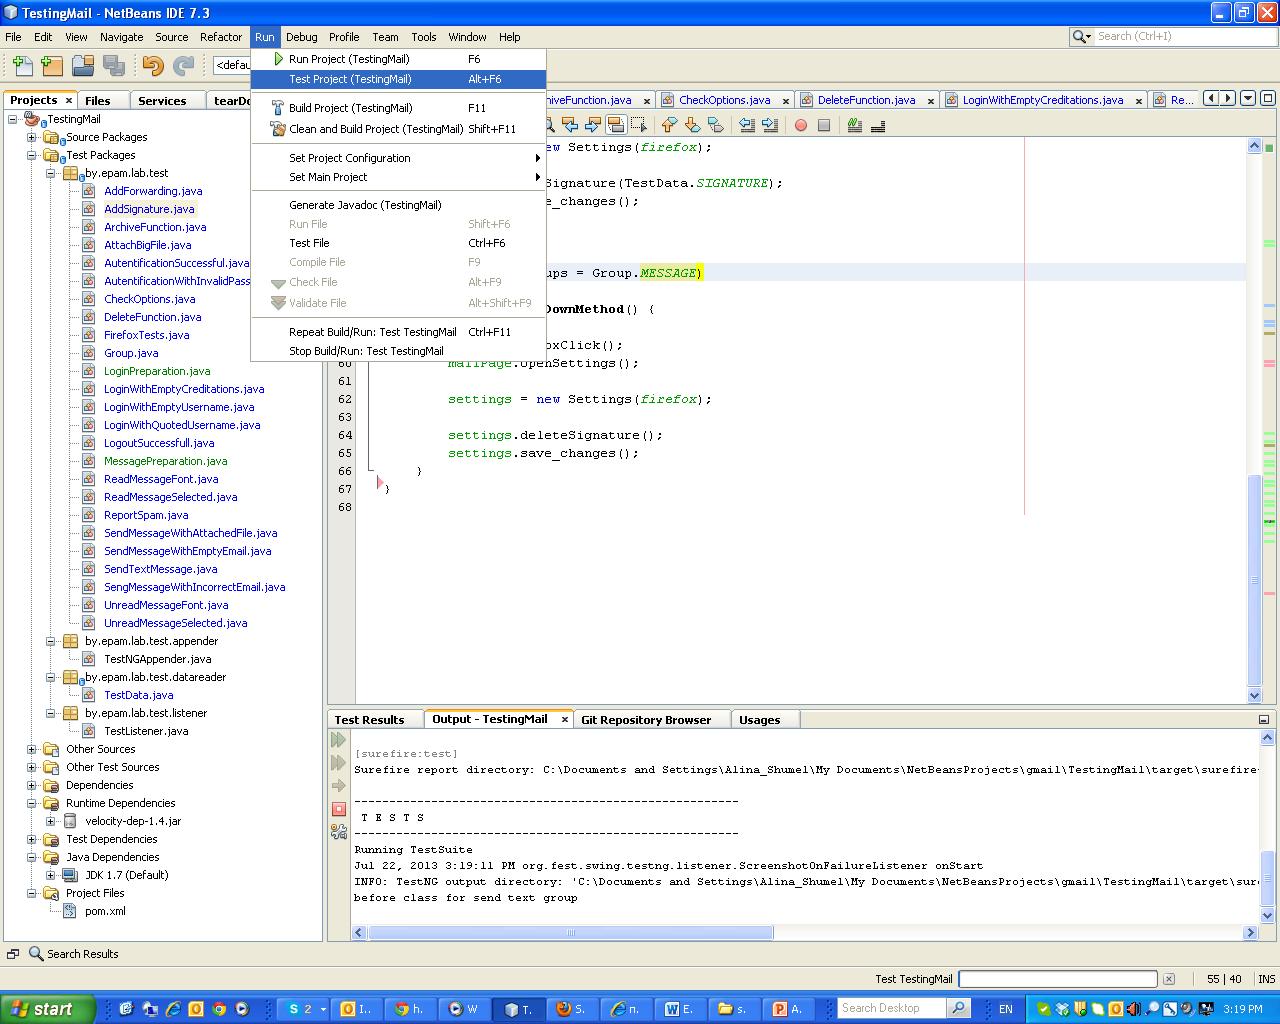 TestingMail - NetBeans IDE 7.3
File Edit View Navigate Source Refactor Run Debug Profile Team Tools Window Help
Search (Ctrl+I)
<defau
Run Project (TestingMail) F6
Test Project (TestingMail) Alt+F6
Build Project (TestingMail) F11
Clean and Build Project (TestingMail) Shift+F11
Set Project Configuration
Set Main Project
Generate Javadoc (TestingMail)
Run File Shift+F6
Test File Ctrl+F6
Compile File F9
Check File Alt+F9
Validate File Alt+Shift+F9
Repeat Build/Run: Test TestingMail Ctrl+F11
Stop Build/Run: Test TestingMail
Projects Files Services tearDo
hiveFunction.java CheckOptions.java DeleteFunction.java LoginWithEmptyCreditations.java Re...
TestingMail
Source Packages
Test Packages
by.epam.lab.test
AddForwarding.java
AddSignature.java
ArchiveFunction.java
AttachBigFile.java
AutentificationSuccessful.java
AutentificationWithInvalidPass
CheckOptions.java
DeleteFunction.java
FirefoxTests.java
Group.java
LoginPreparation.java
LoginWithEmptyCreditations.java
LoginWithEmptyUsername.java
LoginWithQuotedUsername.java
LogoutSuccessfull.java
MessagePreparation.java
ReadMessageFont.java
ReadMessageSelected.java
ReportSpam.java
SendMessageWithAttachedFile.java
SendMessageWithEmptyEmail.java
SendTextMessage.java
SengMessageWithIncorrectEmail.java
UnreadMessageFont.java
UnreadMessageSelected.java
by.epam.lab.test.appender
TestNGAppender.java
by.epam.lab.test.datareader
TestData.java
by.epam.lab.test.listener
TestListener.java
Other Sources
Other Test Sources
Dependencies
Runtime Dependencies
velocity-dep-1.4.jar
Test Dependencies
Java Dependencies
JDK 1.7 (Default)
Project Files
pom.xml
ew Settings(firefox);
Signature(TestData.SIGNATURE);
e_changes();
ups = Group.MESSAGE)
DownMethod() {
oxClick();
60 mailPage.openSettings();
61
62 settings = new Settings(firefox);
63
64 settings.deleteSignature();
65 settings.save_changes();
66 }
67 }
68
Test Results Output - TestingMail Git Repository Browser Usages
[surefire:test]
Surefire report directory: C:\Documents and Settings\Alina_Shumel\My Documents\NetBeansProjects\gmail\TestingMail\target\surefire-
-------------------------------------------------------
T E S T S
-------------------------------------------------------
Running TestSuite
Jul 22, 2013 3:19:11 PM org.fest.swing.testng.listener.ScreenshotOnFailureListener onStart
INFO: TestNG output directory: 'C:\Documents and Settings\Alina_Shumel\My Documents\NetBeansProjects\gmail\TestingMail\target\sure
before class for send text group
Search Results
Test TestingMail 55 | 40 INS
start S 2 I.. h. W T. S. n. E. s. A. Search Desktop EN 3:19 PM